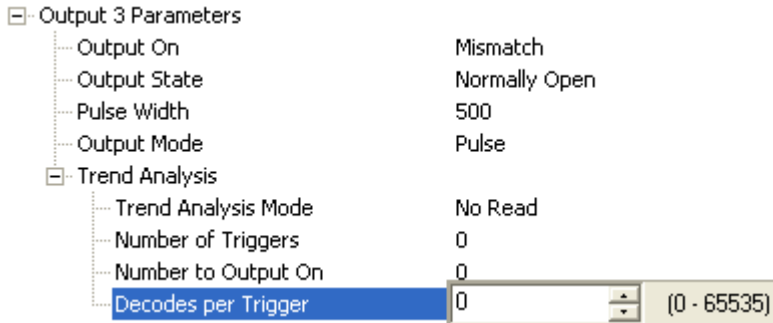 Output 3 Parameters
Output On Mismatch
Output State Normally Open
Pulse Width 500
Output Mode Pulse
Trend Analysis
Trend Analysis Mode No Read
Number of Triggers 0
Number to Output On 0
Decodes per Trigger 0 (0 - 65535)